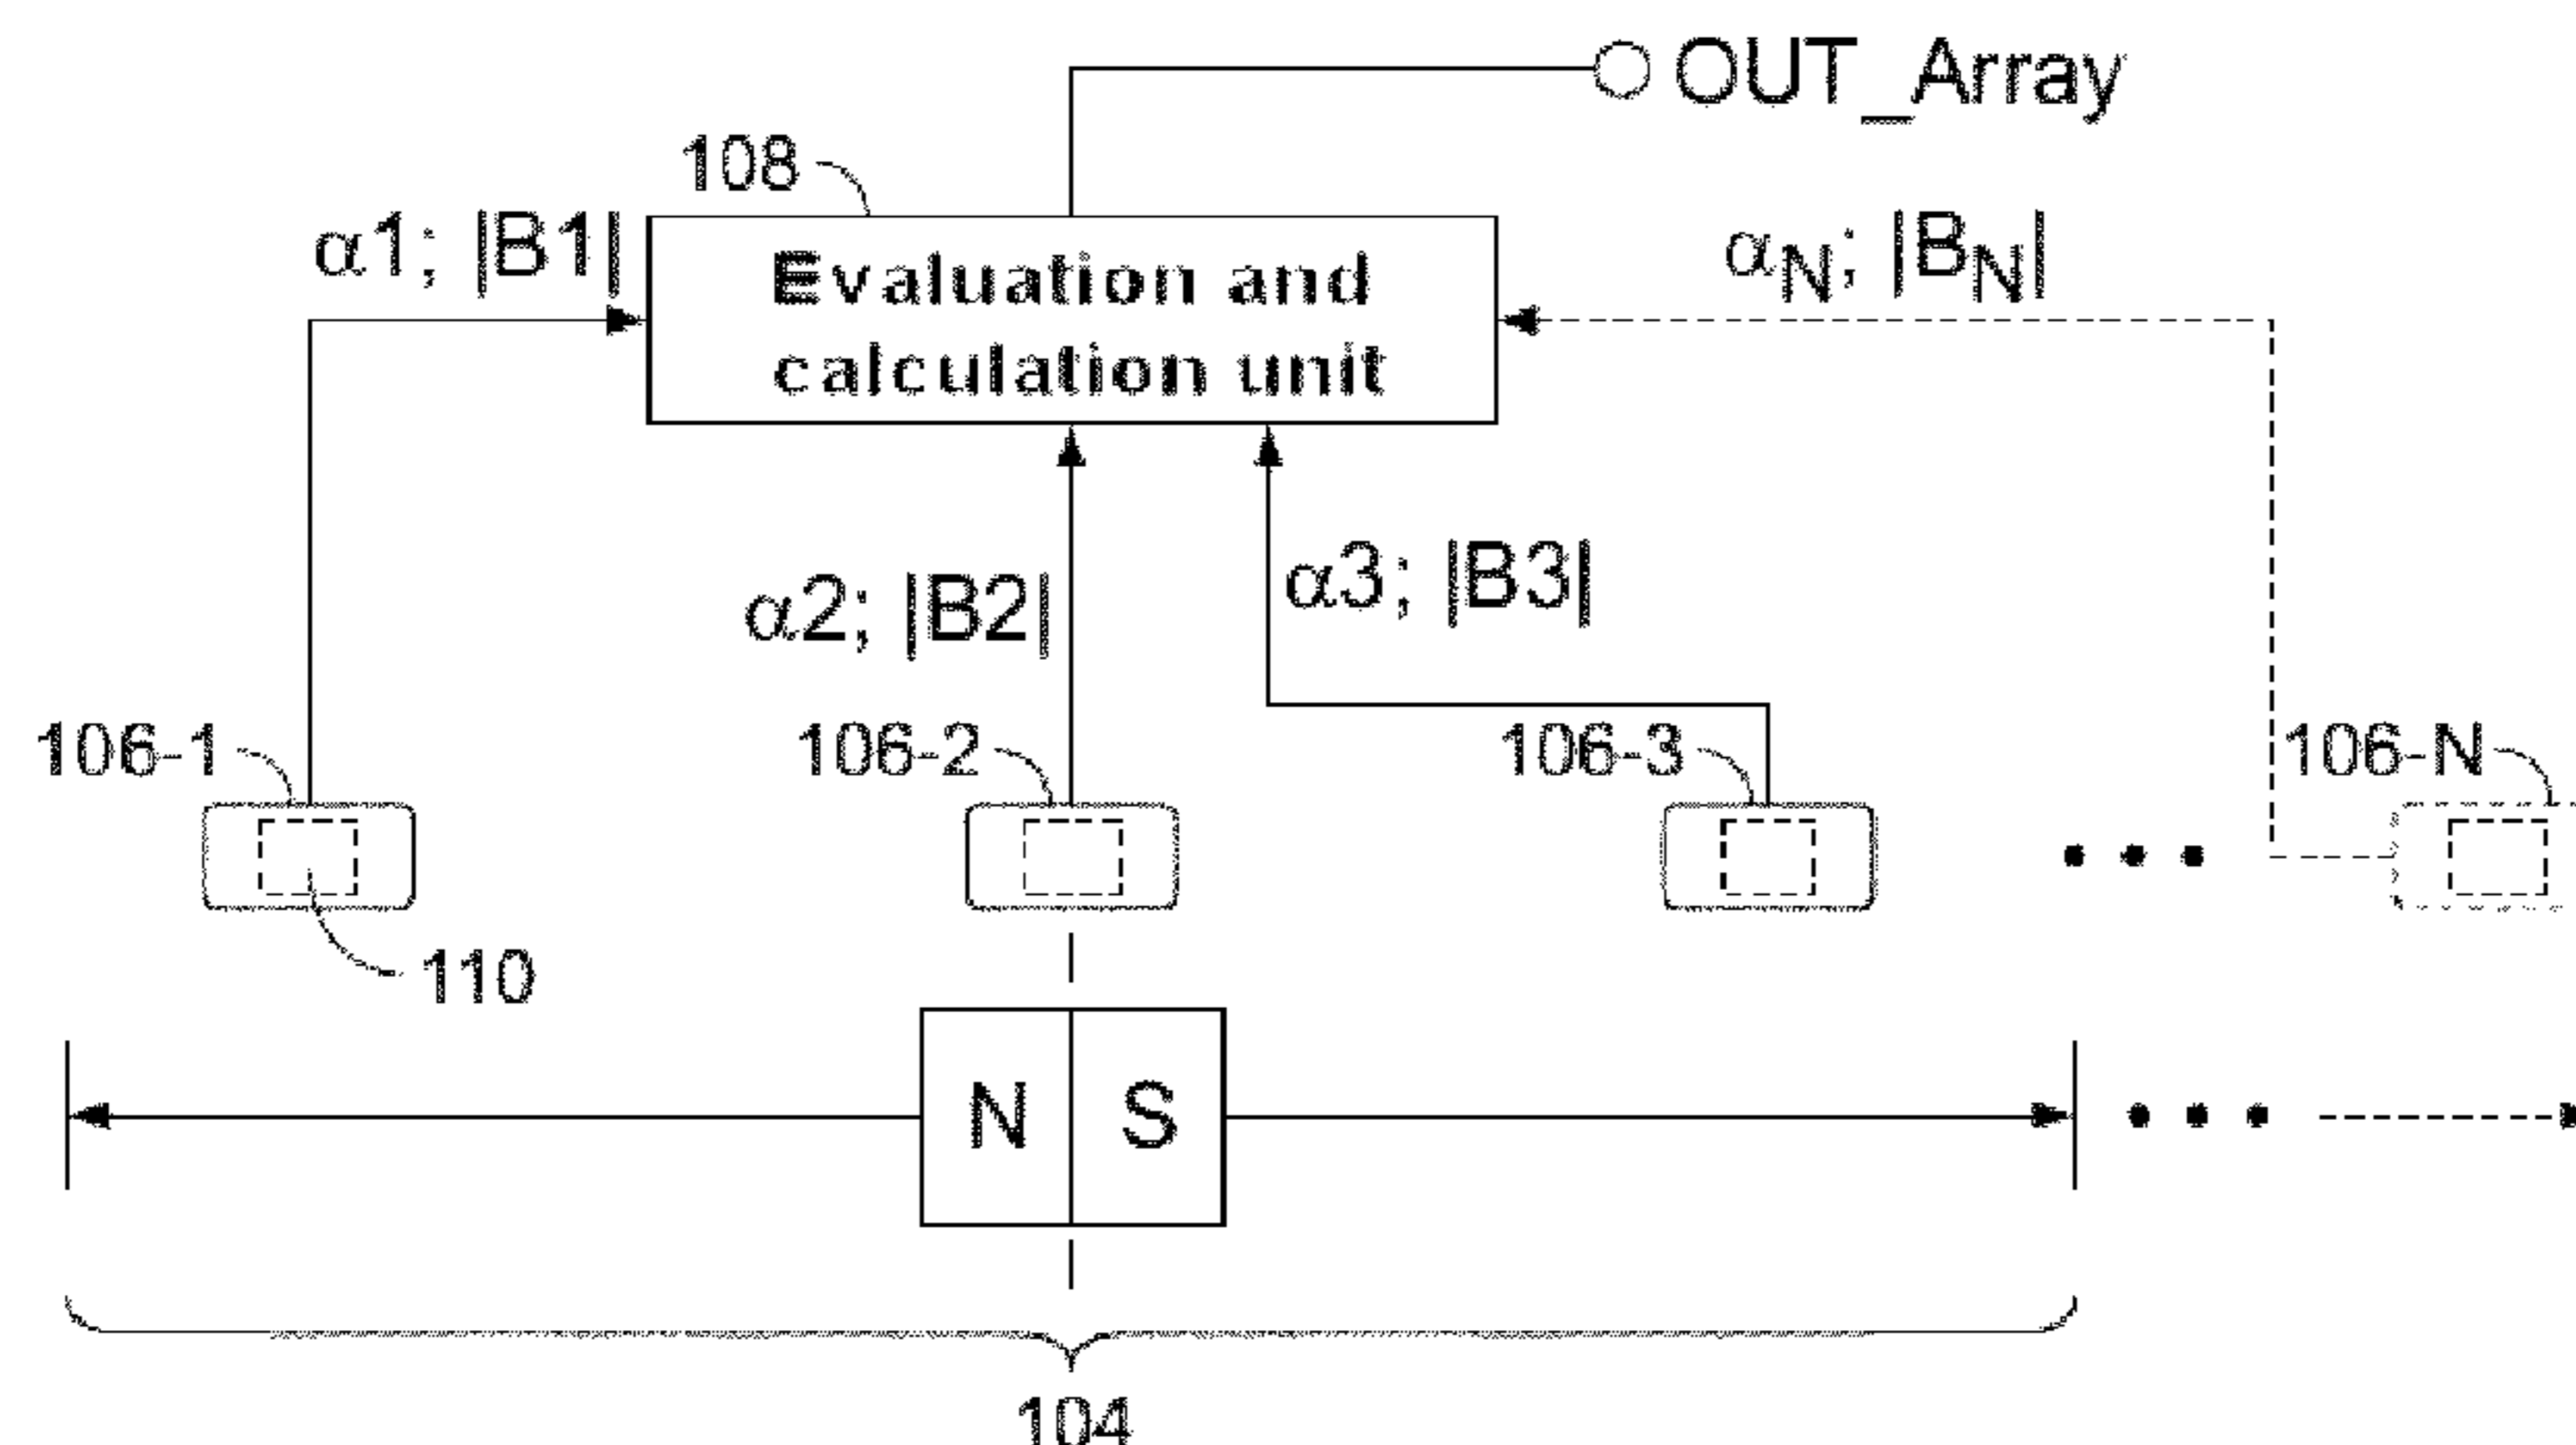 OUT_Array
108
α1; |B1|
Evaluation and
calculation unit
αN; |BN|
α2; |B2|
α3; |B3|
106-1
106-2
106-3
106-N
110
N
S
104